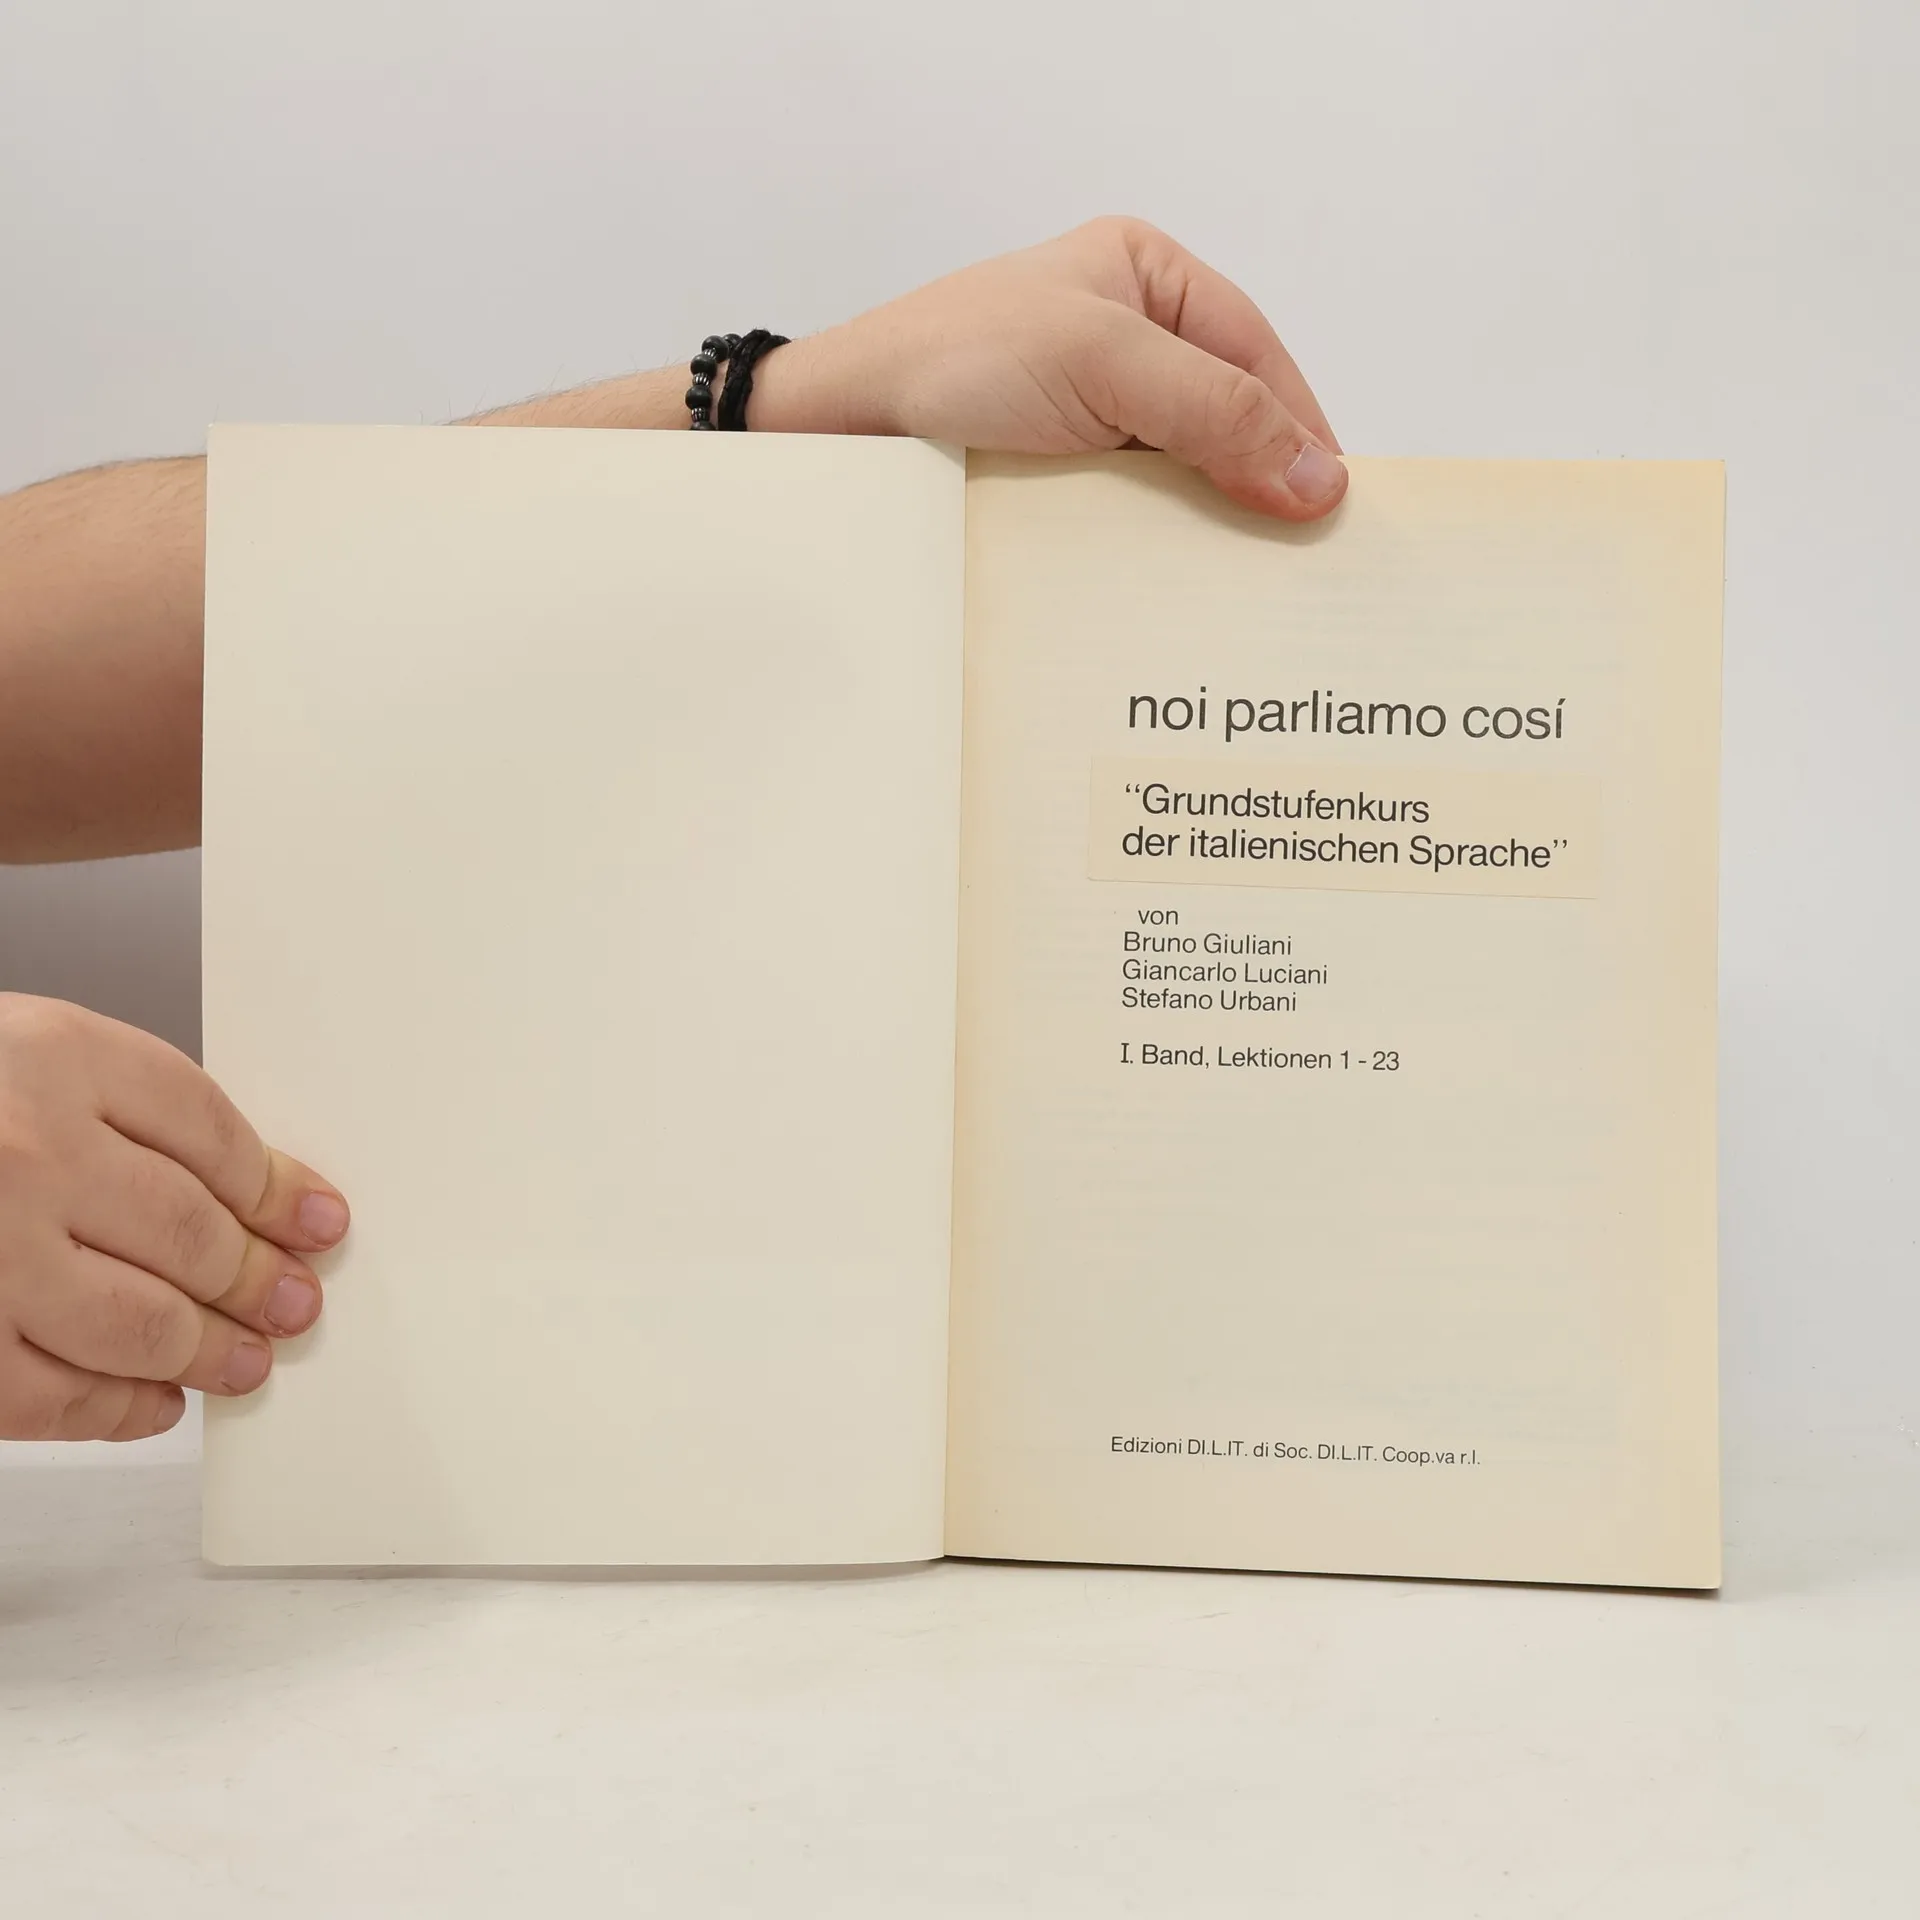 noi parliamo cosí
“Grundstufenkurs
der italienischen Sprache”
von
Bruno Giuliani
Giancarlo Luciani
Stefano Urbani
I. Band, Lektionen 1 - 23
Edizioni DI.L.IT. di Soc. DI.L.IT. Coop.va r.l.